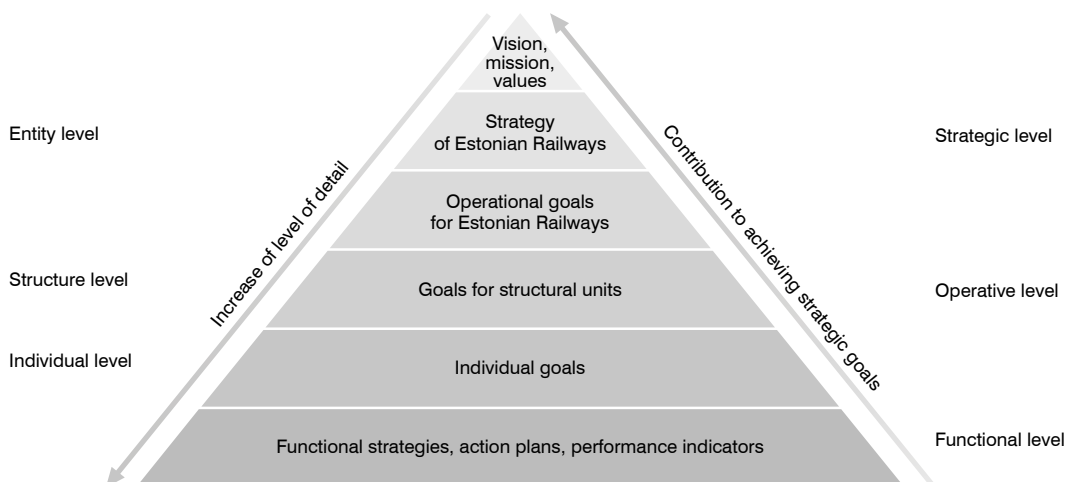 Vision,
mission,
values
Entity level
Strategy
of Estonian Railways
Strategic level
Increase of level of detail
Contribution to achieving strategic goals
Operational goals
for Estonian Railways
Structure level
Goals for structural units
Operative level
Individual level
Individual goals
Functional strategies, action plans, performance indicators
Functional level